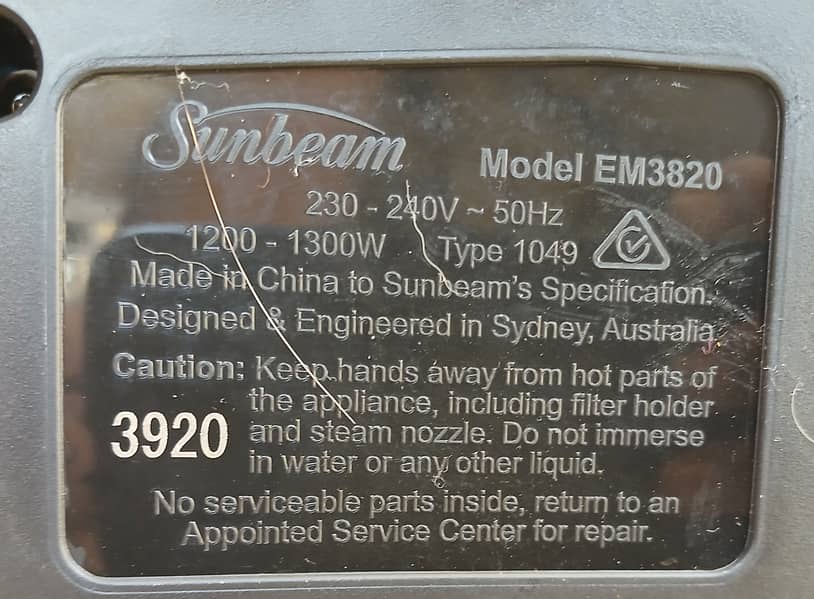 Sunbeam
Model EM3820
230 - 240V ~ 50Hz
1200 - 1300W Type 1049
Made in China to Sunbeam's Specification.
Designed & Engineered in Sydney, Australia
Caution: Keep hands away from hot parts of
the appliance, including filter holder
3920 and steam nozzle. Do not immerse
in water or any other liquid.
No serviceable parts inside, return to an
Appointed Service Center for repair.